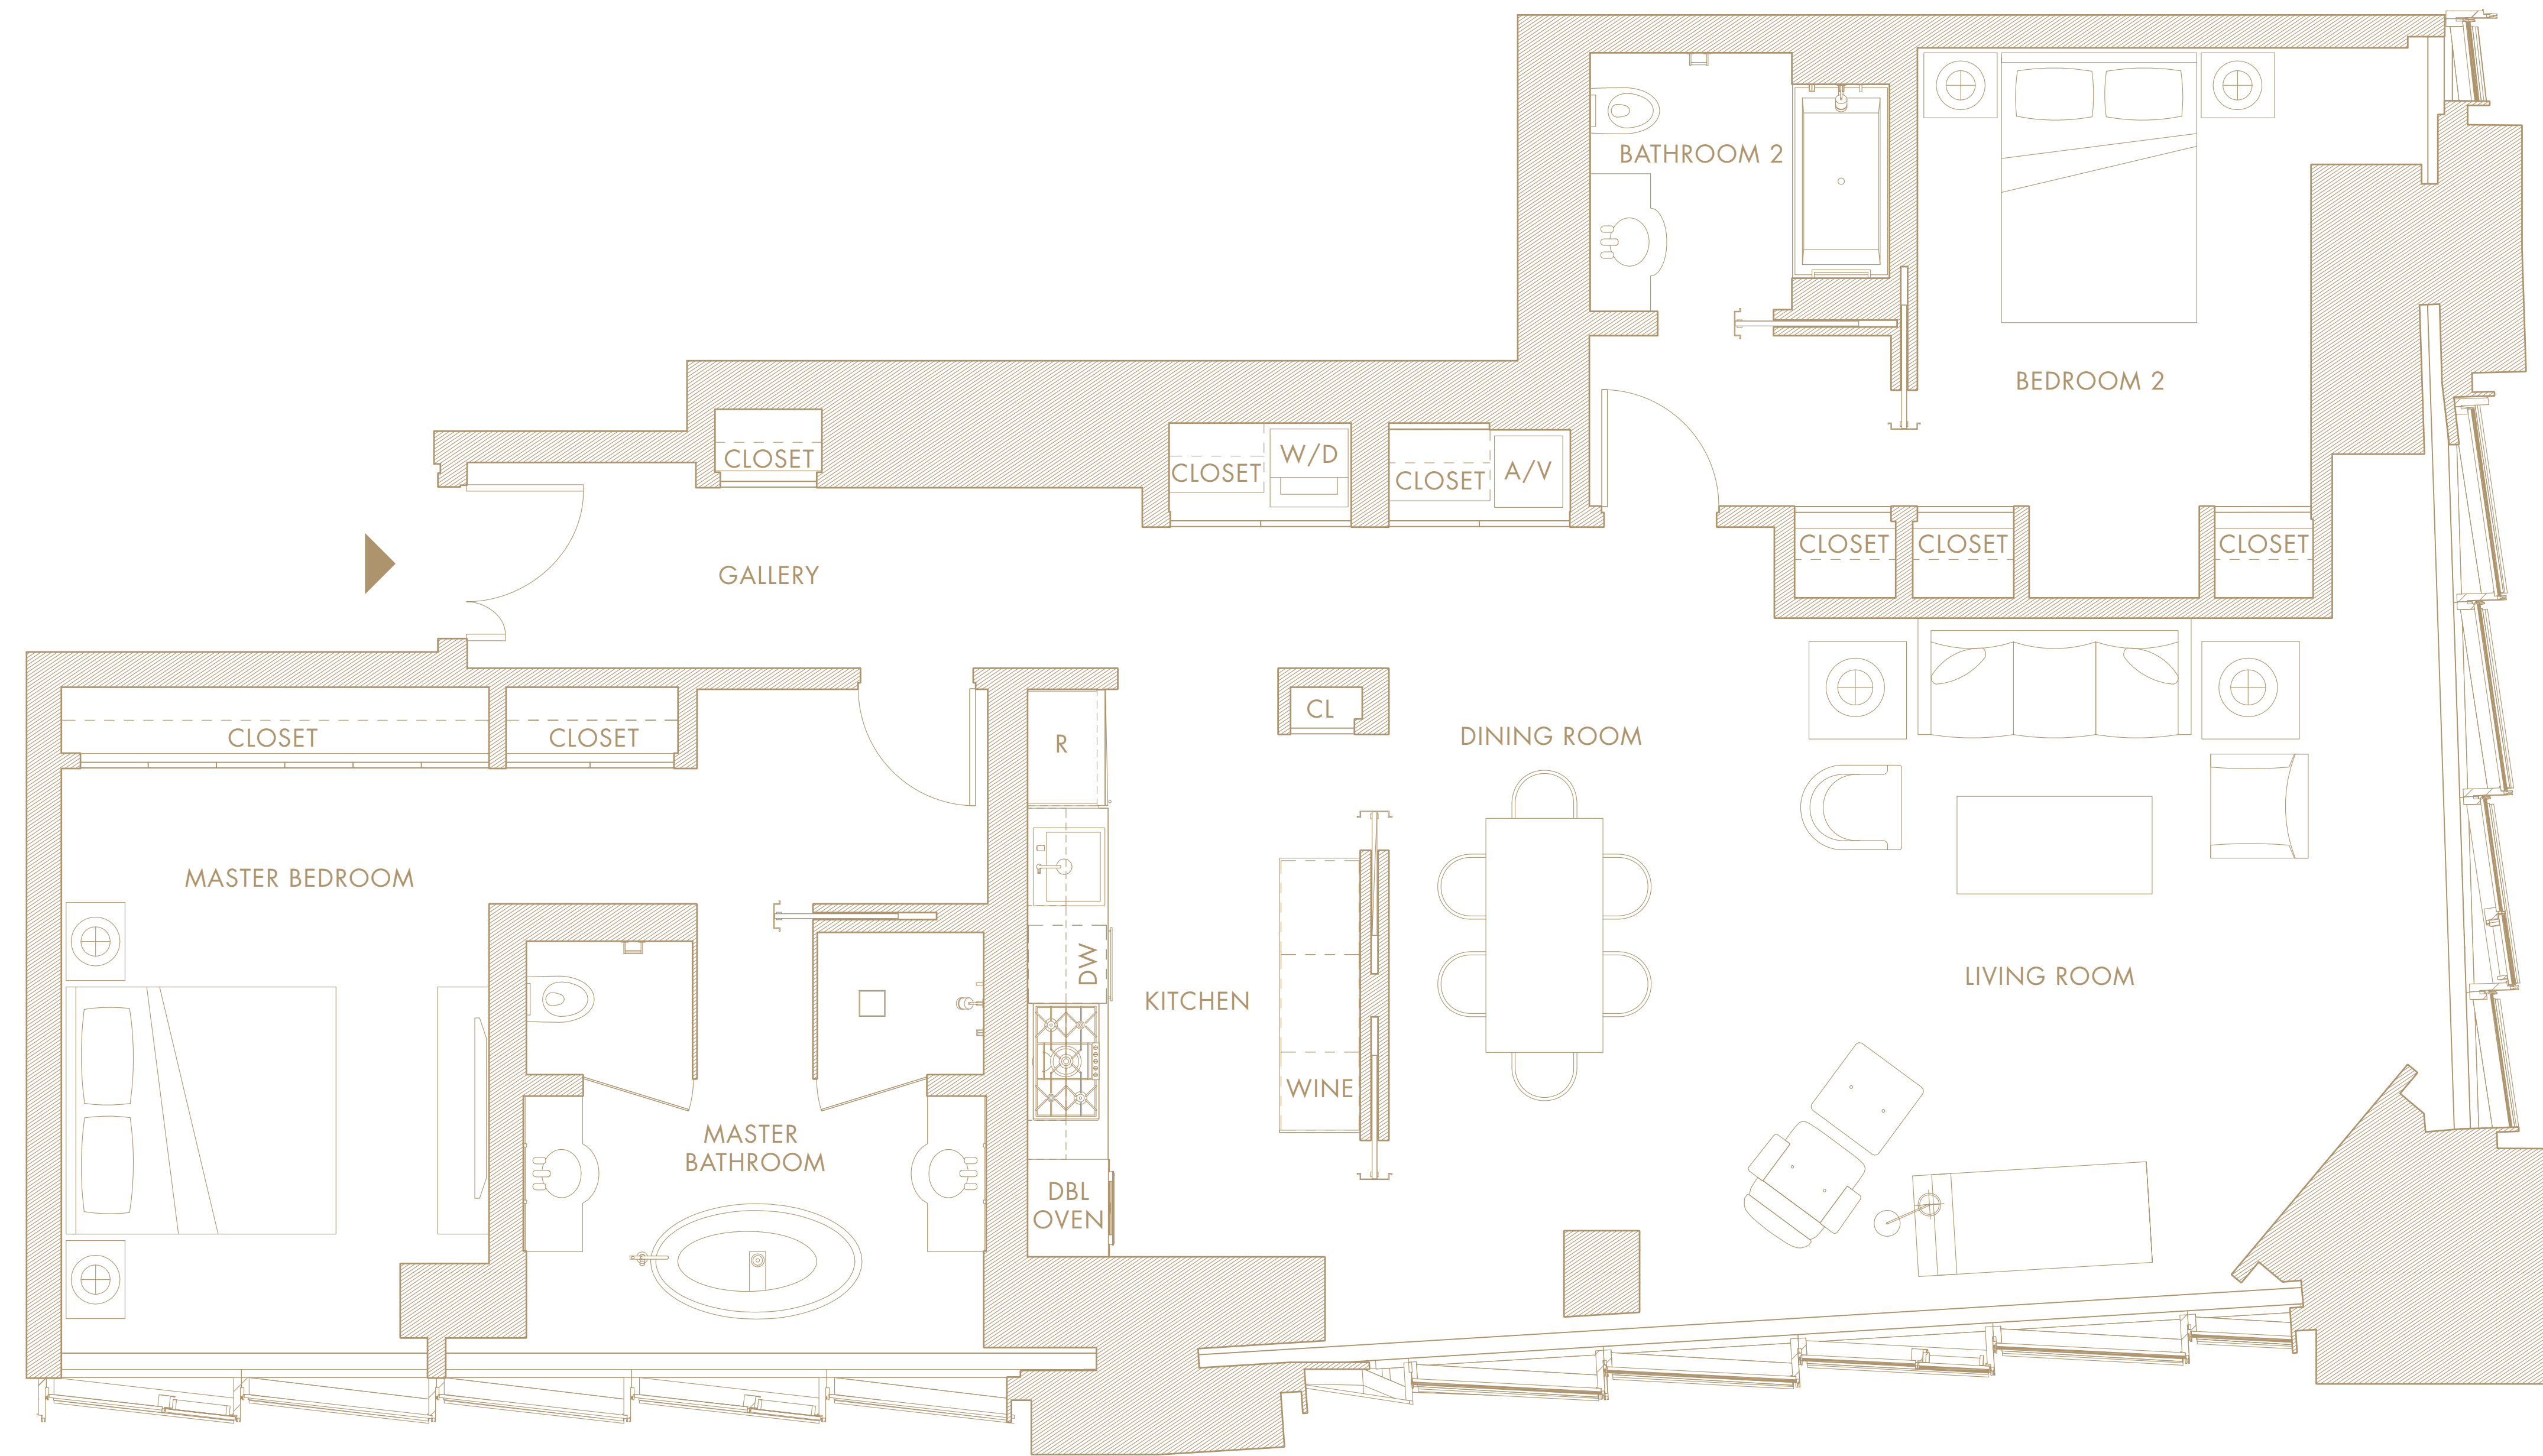 BATHROOM 2
BEDROOM 2
CLOSET
CLOSET
W/D
CLOSET
A/V
CLOSET
CLOSET
CLOSET
GALLERY
CLOSET
CLOSET
R
CL
DINING ROOM
MASTER BEDROOM
DW
KITCHEN
LIVING ROOM
WINE
MASTER
BATHROOM
DBL
OVEN